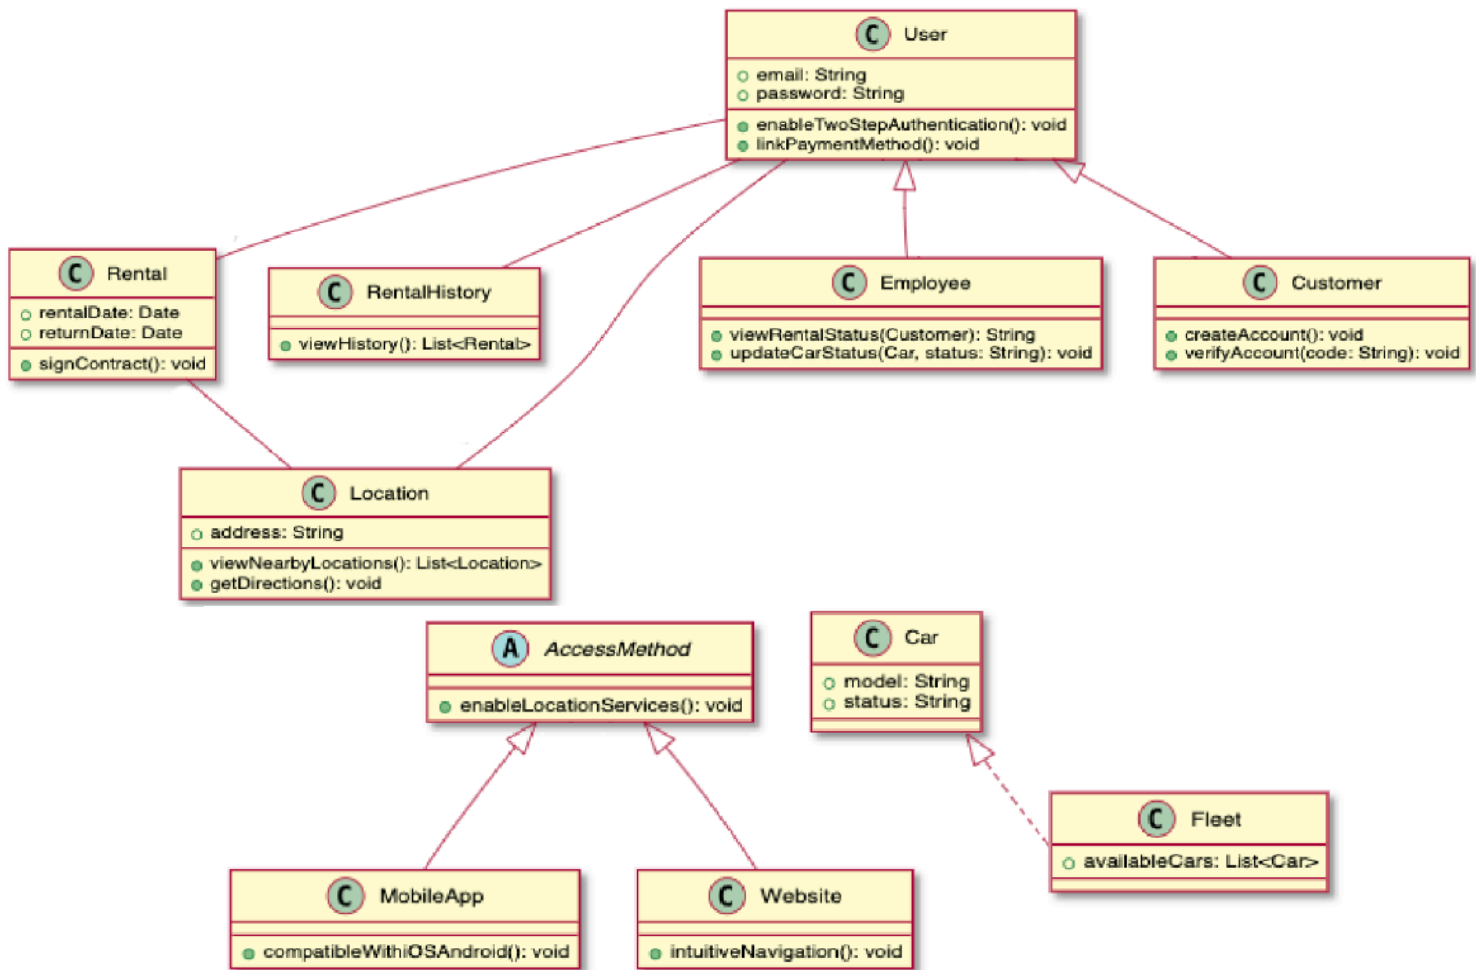 C User
email: String
password: String
enableTwoStepAuthentication(): void
linkPaymentMethod(): void
C Rental
rentalDate: Date
returnDate: Date
signContract(): void
C RentalHistory
viewHistory(): List<Rental>
C Employee
viewRentalStatus(Customer): String
updateCarStatus(Car, status: String): void
C Customer
createAccount(): void
verifyAccount(code: String): void
C Location
address: String
viewNearbyLocations(): List<Location>
getDirections(): void
A AccessMethod
enableLocationServices(): void
C Car
model: String
status: String
C Fleet
availableCars: List<Car>
C MobileApp
compatibleWithiOSAndroid(): void
C Website
intuitiveNavigation(): void